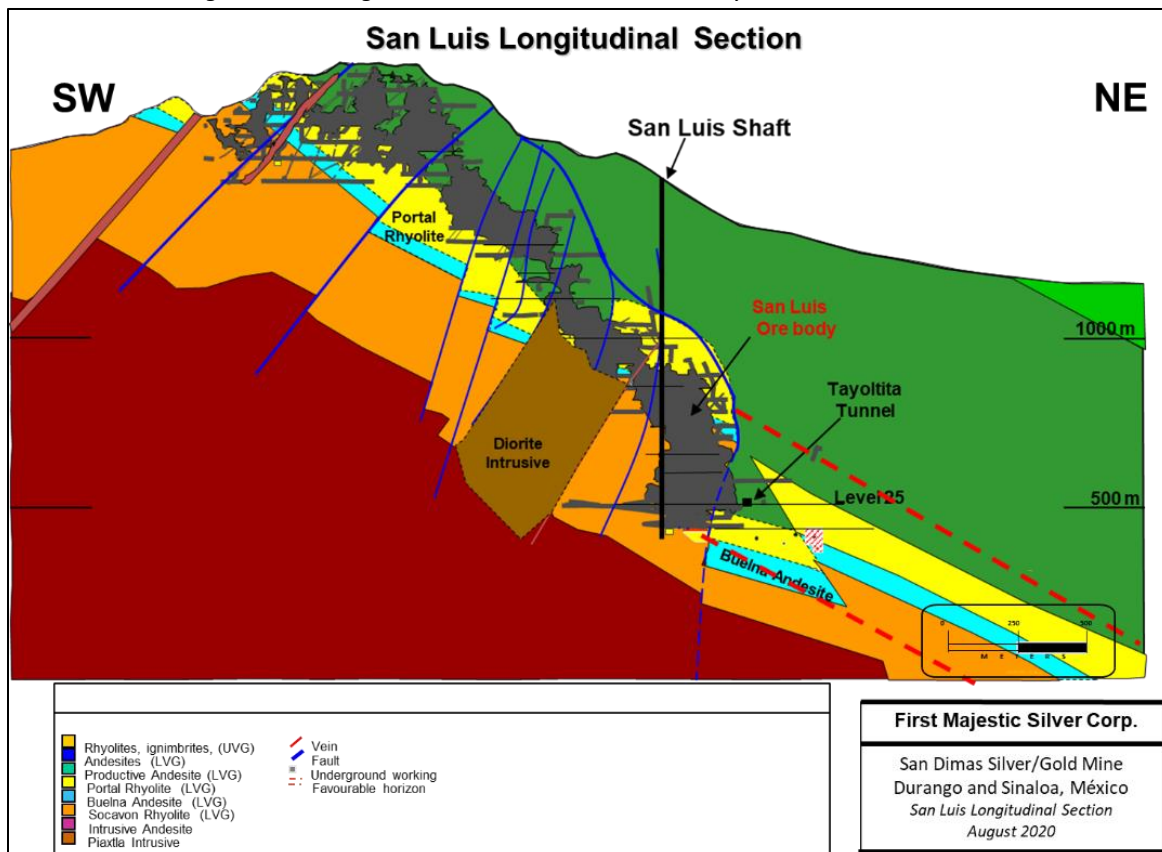 San Luis Longitudinal Section
SW
NE
San Luis Shaft
Portal
Rhyolite
San Luis
Ore body
1000 m
Tayoltita
Tunnel
Diorite
Intrusive
Level 25
500 m
Buelna Andesite
0 250 500
M E T E R S
Rhyolites, ignimbrites, (UVG)
Andesites (LVG)
Productive Andesite (LVG)
Portal Rhyolite (LVG)
Buelna Andesite (LVG)
Socavon Rhyolite (LVG)
Intrusive Andesite
Piaxtla Intrusive
Vein
Fault
Underground working
Favourable horizon
First Majestic Silver Corp.
San Dimas Silver/Gold Mine
Durango and Sinaloa, México
San Luis Longitudinal Section
August 2020